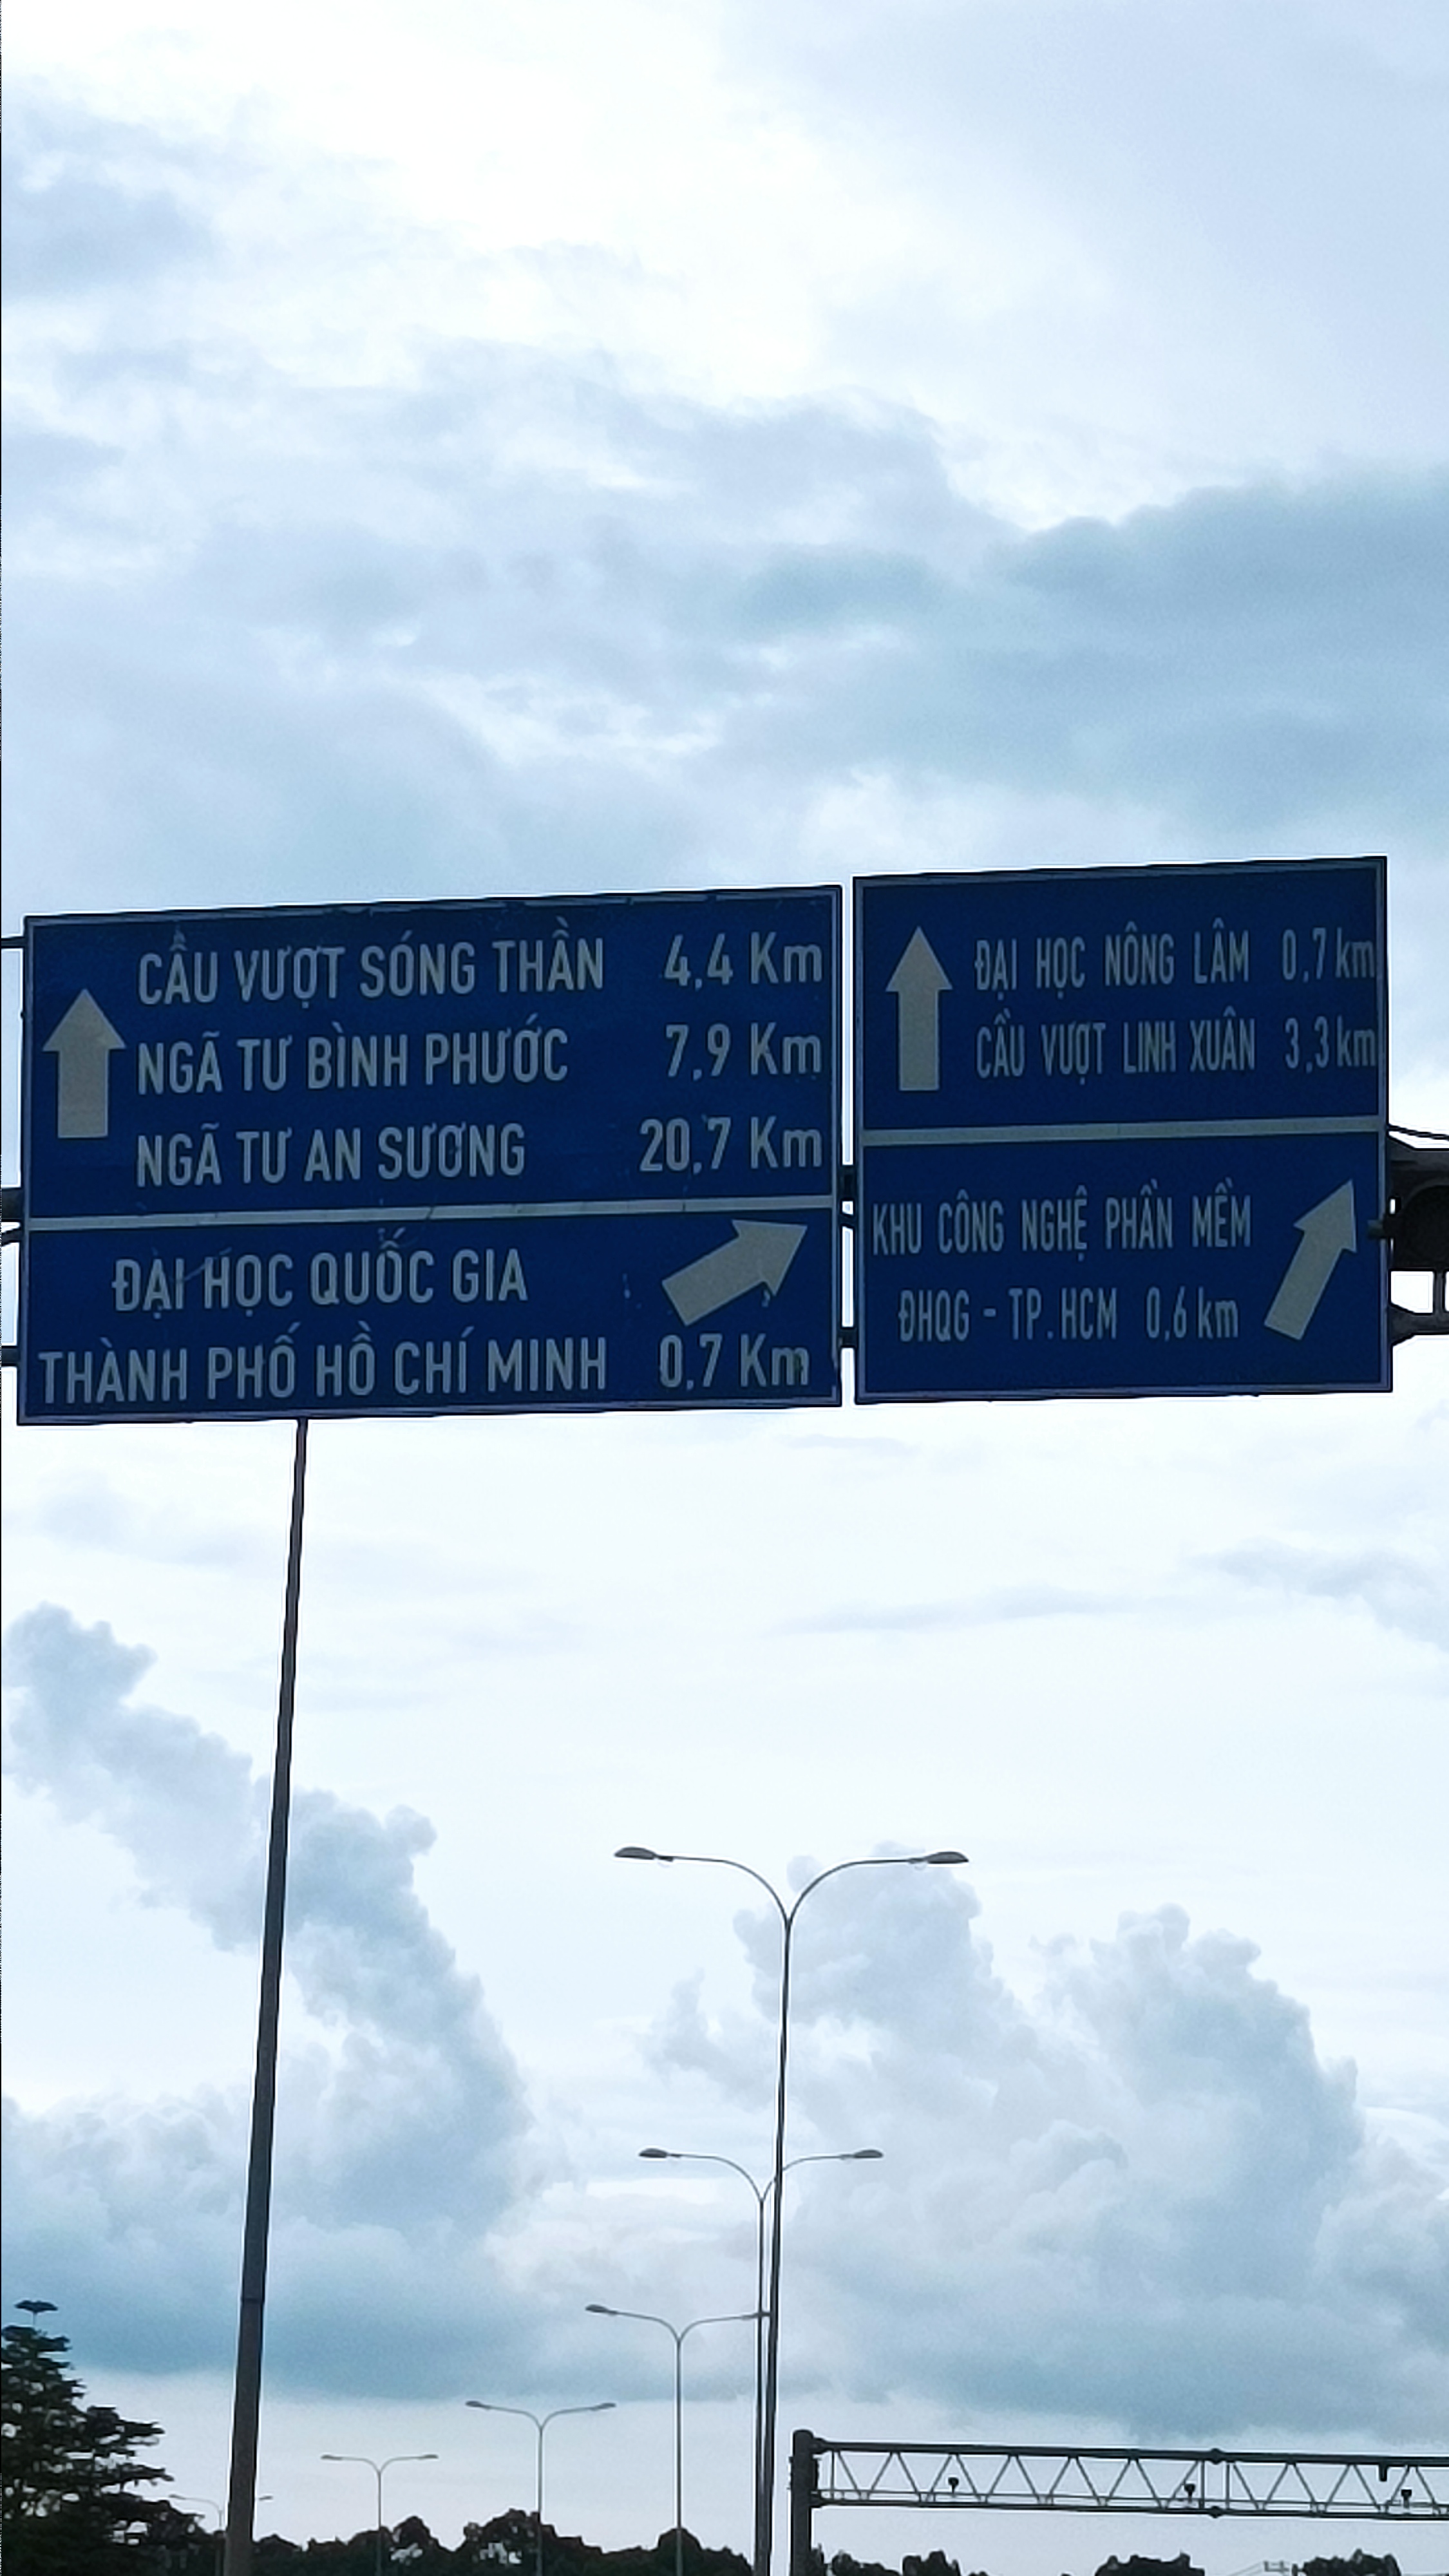 CẦU VƯỢT SÓNG THẦN 4,4 Km
NGÃ TƯ BÌNH PHƯỚC 7,9 Km
NGÃ TƯ AN SƯƠNG 20,7 Km
ĐẠI HỌC QUỐC GIA
THÀNH PHỐ HỒ CHÍ MINH 0,7 Km
ĐẠI HỌC NÔNG LÂM 0,7 km
CẦU VƯỢT LINH XUÂN 3,3 km
KHU CÔNG NGHỆ PHẦN MỀM
ĐHQG - TP.HCM 0,6 km